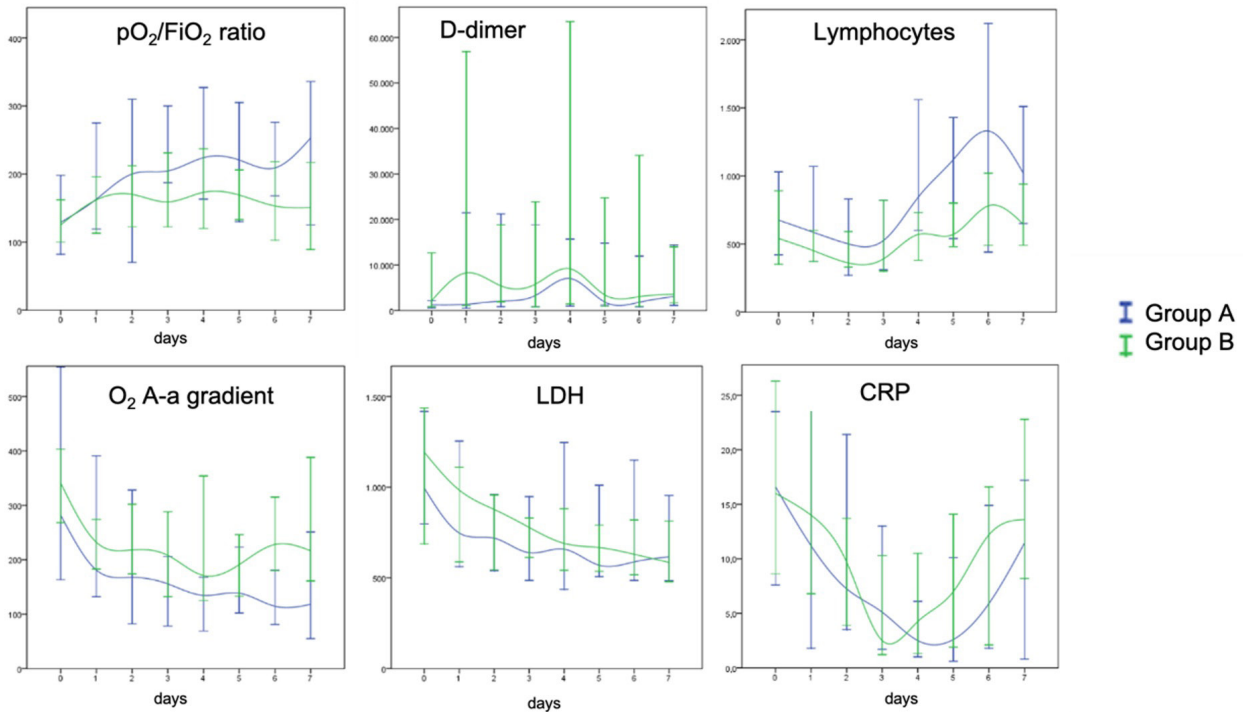 pO₂/FiO₂ ratio
400
300
200
100
0
0 1 2 3 4 5 6 7
days
D-dimer
60.000
50.000
40.000
30.000
20.000
10.000
0
0 1 2 3 4 5 6 7
days
Lymphocytes
2.000
1.500
1.000
500
0
0 1 2 3 4 5 6 7
days
Group A
Group B
O₂ A-a gradient
500
400
300
200
100
0
0 1 2 3 4 5 6 7
days
LDH
1.500
1.000
500
0
0 1 2 3 4 5 6 7
days
CRP
25,0
20,0
15,0
10,0
5,0
0,0
0 1 2 3 4 5 6 7
days